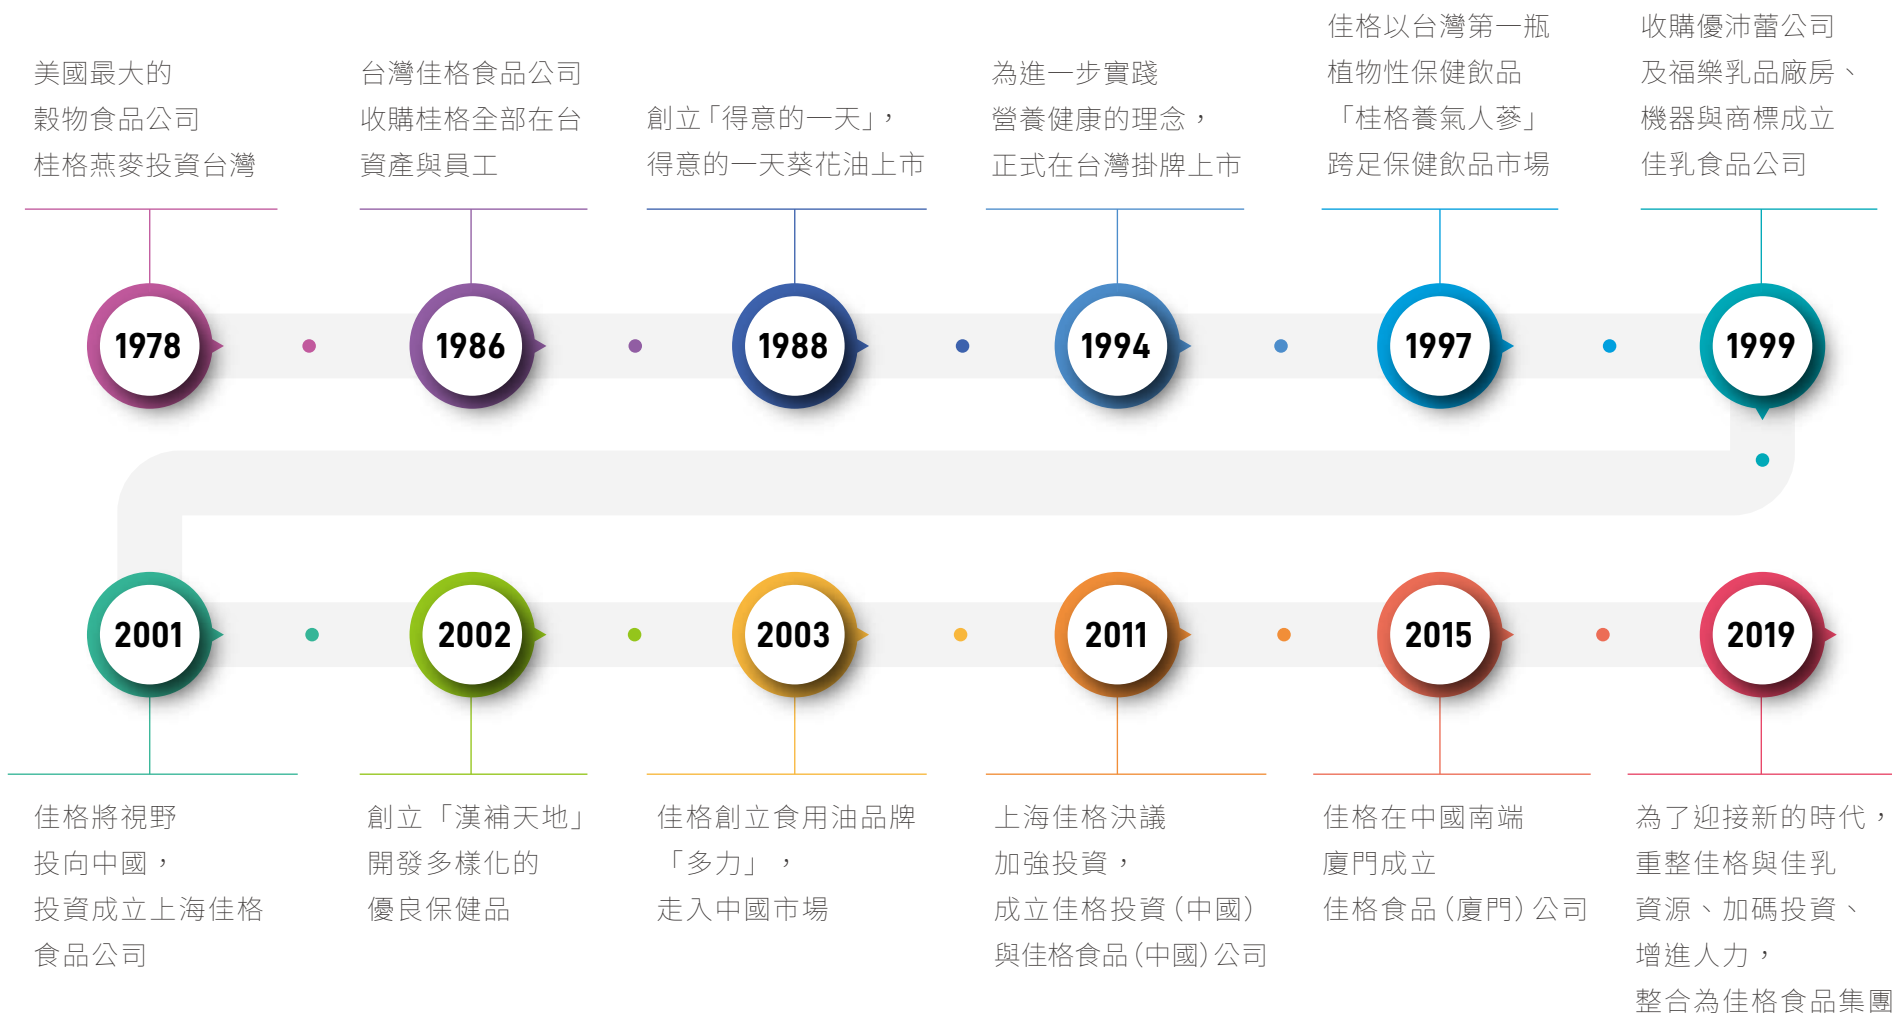 美國最大的
穀物食品公司
桂格燕麥投資台灣
台灣佳格食品公司
收購桂格全部在台
資產與員工
創立「得意的一天」，
得意的一天葵花油上市
為進一步實踐
營養健康的理念，
正式在台灣掛牌上市
佳格以台灣第一瓶
植物性保健飲品
「桂格養氣人蔘」
跨足保健飲品市場
收購優沛蕾公司
及福樂乳品廠房、
機器與商標成立
佳乳食品公司
1978
1986
1988
1994
1997
1999
2001
2002
2003
2011
2015
2019
佳格將視野
投向中國，
投資成立上海佳格
食品公司
創立「漢補天地」
開發多樣化的
優良保健品
佳格創立食用油品牌
「多力」，
走入中國市場
上海佳格決議
加強投資，
成立佳格投資(中國)
與佳格食品(中國)公司
佳格在中國南端
廈門成立
佳格食品(廈門)公司
為了迎接新的時代，
重整佳格與佳乳
資源、加碼投資、
增進人力，
整合為佳格食品集團